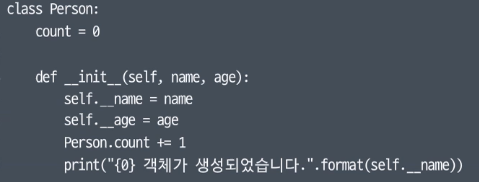 class Person:
    count = 0

    def __init__(self, name, age):
        self.__name = name
        self.__age = age
        Person.count += 1
        print("{0} 객체가 생성되었습니다.".format(self.__name))